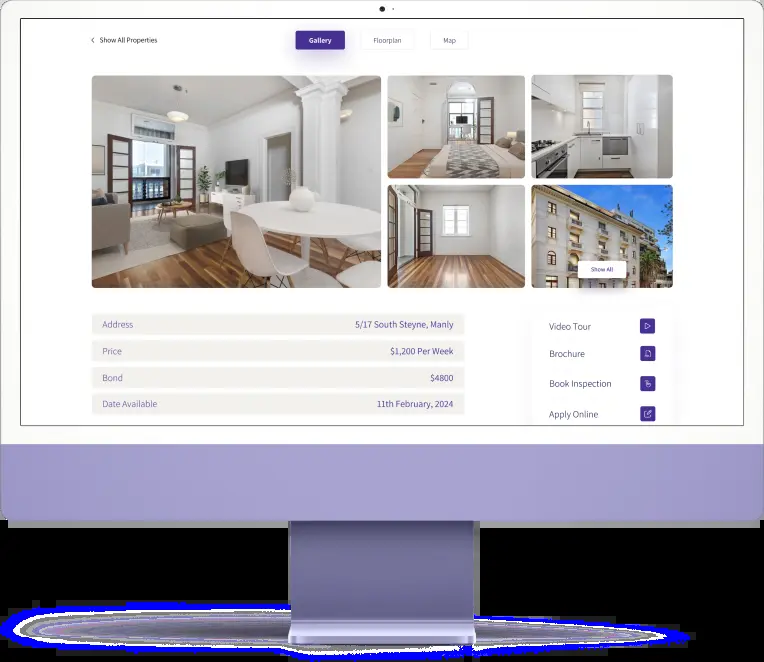 Show All Properties
Gallery
Floorplan
Map
Show All
Address 5/17 South Steyne, Manly
Price $1,200 Per Week
Bond $4800
Date Available 11th February, 2024
Video Tour
Brochure
Book Inspection
Apply Online